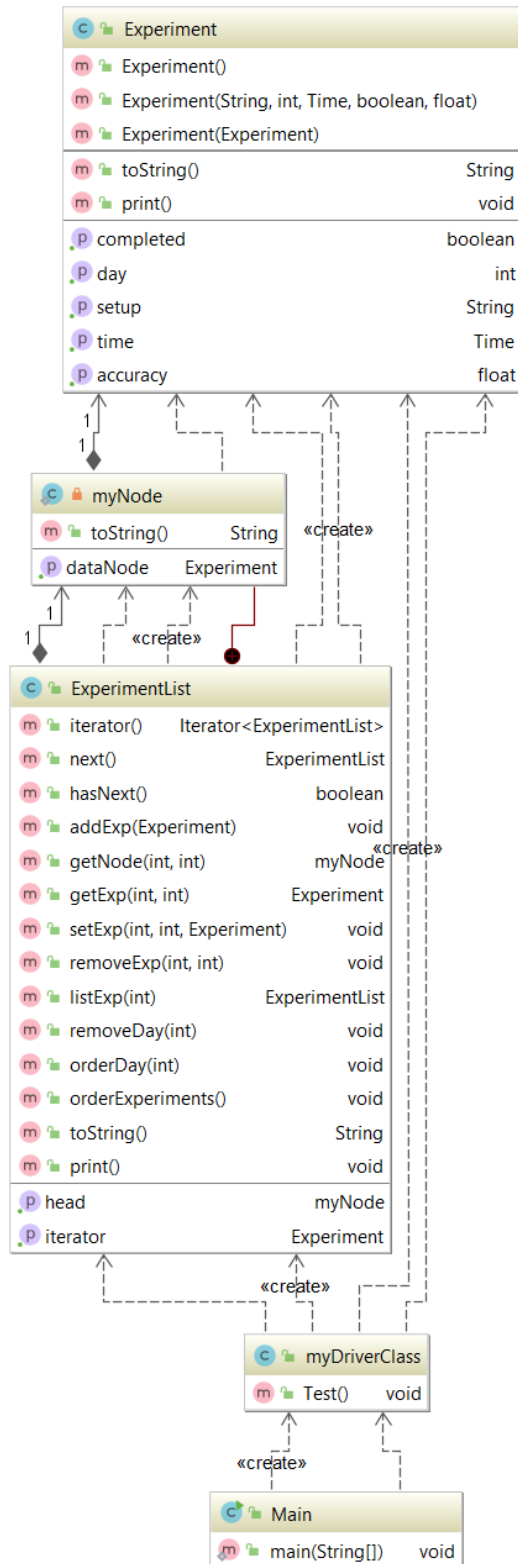 Experiment
Experiment()
Experiment(String, int, Time, boolean, float)
Experiment(Experiment)
toString() String
print() void
completed boolean
day int
setup String
time Time
accuracy float
1
1
myNode
toString() String
dataNode Experiment
«create»
1
1
«create»
ExperimentList
iterator() Iterator<ExperimentList>
next() ExperimentList
hasNext() boolean
addExp(Experiment) void
getNode(int, int) myNode
«create»
getExp(int, int) Experiment
setExp(int, int, Experiment) void
removeExp(int, int) void
listExp(int) ExperimentList
removeDay(int) void
orderDay(int) void
orderExperiments() void
toString() String
print() void
head myNode
iterator Experiment
«create»
myDriverClass
Test() void
«create»
Main
main(String[]) void